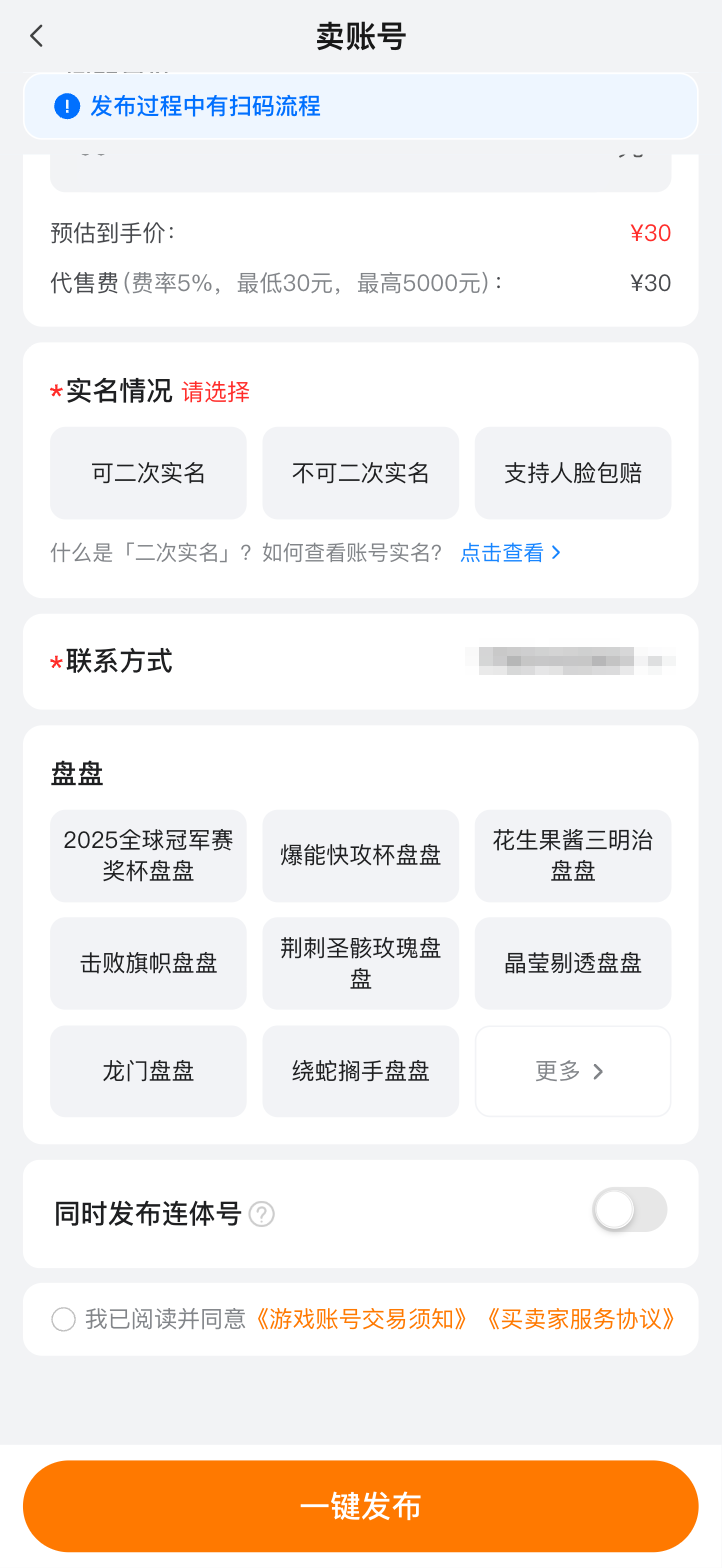 卖账号
发布过程中有扫码流程
预估到手价：
¥30
代售费(费率5%，最低30元，最高5000元)：
¥30
*实名情况 请选择
可二次实名
不可二次实名
支持人脸包赔
什么是「二次实名」？如何查看账号实名？ 点击查看
*联系方式
盘盘
2025全球冠军赛
奖杯盘盘
爆能快攻杯盘盘
花生果酱三明治
盘盘
击败旗帜盘盘
荆刺圣骸玫瑰盘
盘
晶莹剔透盘盘
龙门盘盘
绕蛇搁手盘盘
更多
同时发布连体号
我已阅读并同意《游戏账号交易须知》《买卖家服务协议》
一键发布